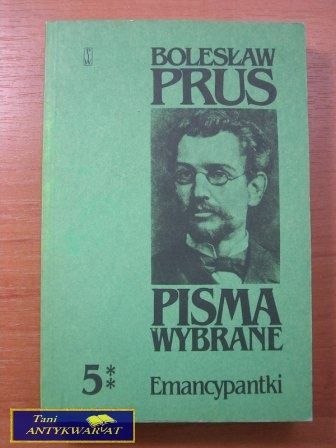 BOLESŁAW
PRUS
PISMA
WYBRANE
5**
**
Emancypantki
Tani
ANTYKWARIAT